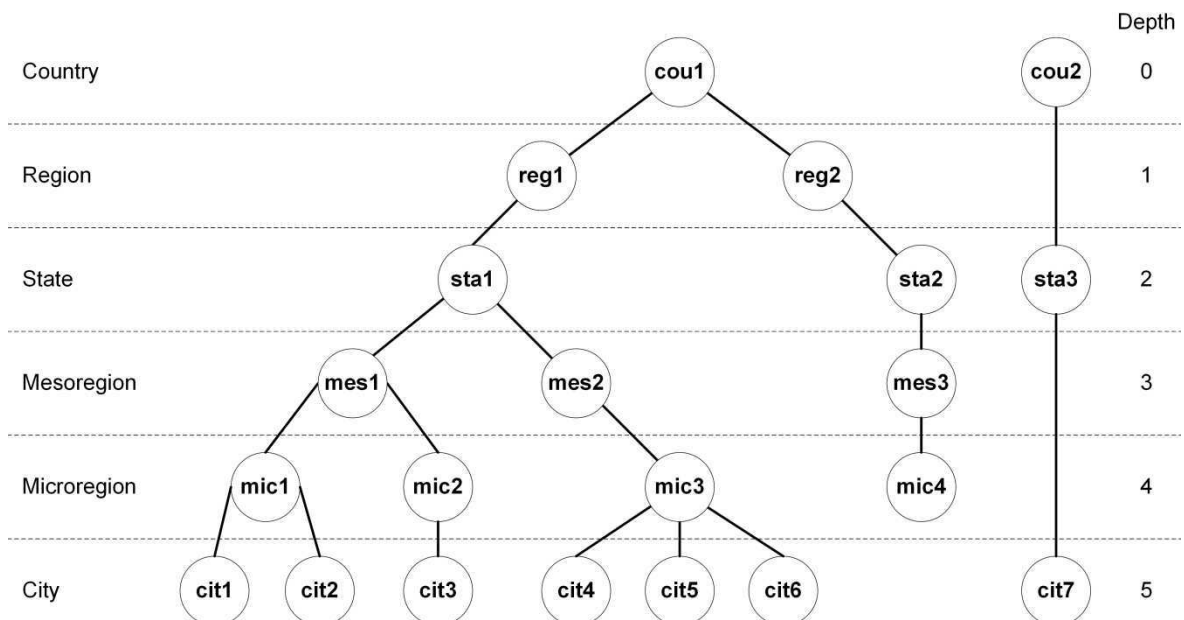 Depth
Country cou1 cou2 0
Region reg1 reg2 1
State sta1 sta2 sta3 2
Mesoregion mes1 mes2 mes3 3
Microregion mic1 mic2 mic3 mic4 4
City cit1 cit2 cit3 cit4 cit5 cit6 cit7 5